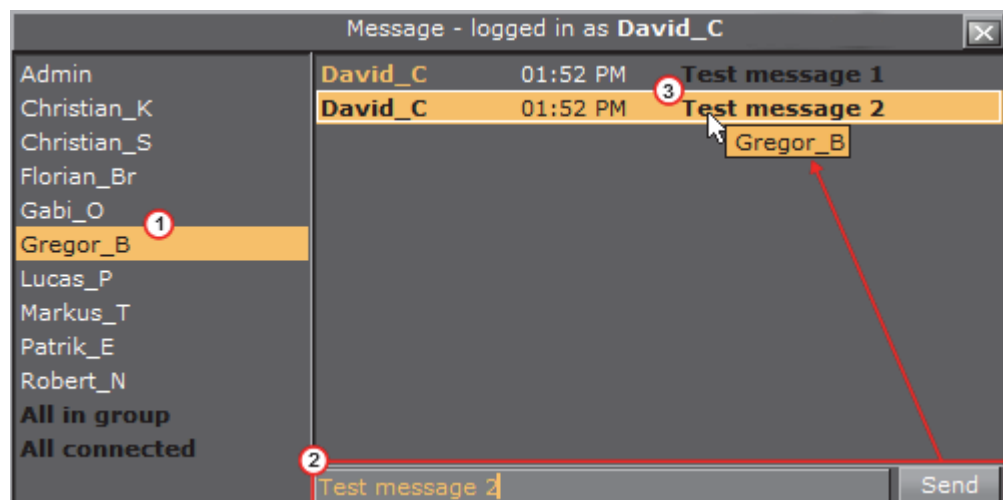 Message - logged in as David_C
Admin
Christian_K
Christian_S
Florian_Br
Gabi_O
1
Gregor_B
Lucas_P
Markus_T
Patrik_E
Robert_N
All in group
All connected
David_C 01:52 PM Test message 1
3
David_C 01:52 PM Test message 2
Gregor_B
2
Test message 2
Send